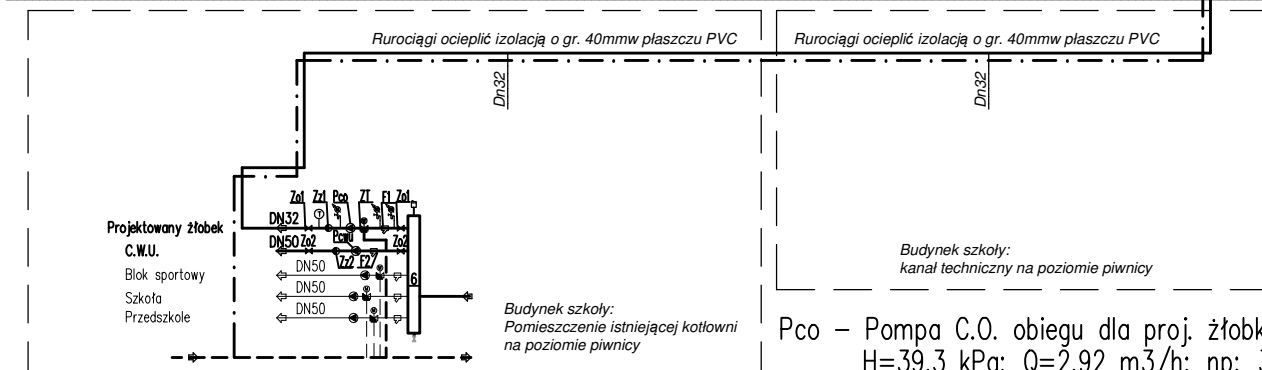 Rurociągi ocieplić izolacją o gr. 40mmw płaszczu PVC
Rurociągi ocieplić izolacją o gr. 40mmw płaszczu PVC
Dn32
Dn32
Zo1 Zz1 Pco ZT F1 Zo1
Projektowany żłobek
DN32
C.W.U.
DN50 Zo2 Pcwu Zo2
Zz2 F2
Blok sportowy
DN50
Szkoła
DN50
Przedszkole
DN50
6
T
Budynek szkoły:
Pomieszczenie istniejącej kotłowni
na poziomie piwnicy
Budynek szkoły:
kanał techniczny na poziomie piwnicy
Pco – Pompa C.O. obiegu dla proj. żłobk
H=39,3 kPa; Q=2,92 m3/h; np: